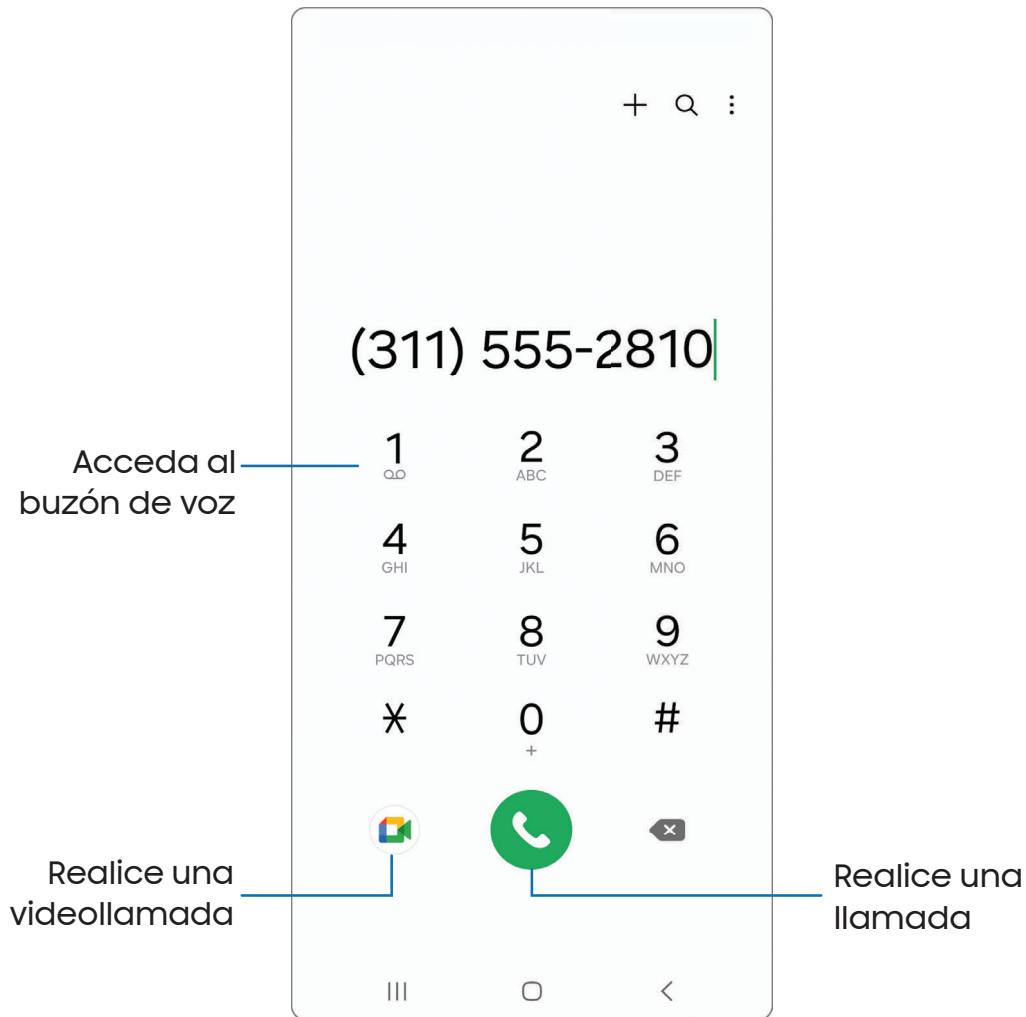 (311) 555-2810
Acceda al
buzón de voz
1 2 3
ABC DEF
4 5 6
GHI JKL MNO
7 8 9
PQRS TUV WXYZ
* 0 #
+
Realice una
videollamada
Realice una
llamada